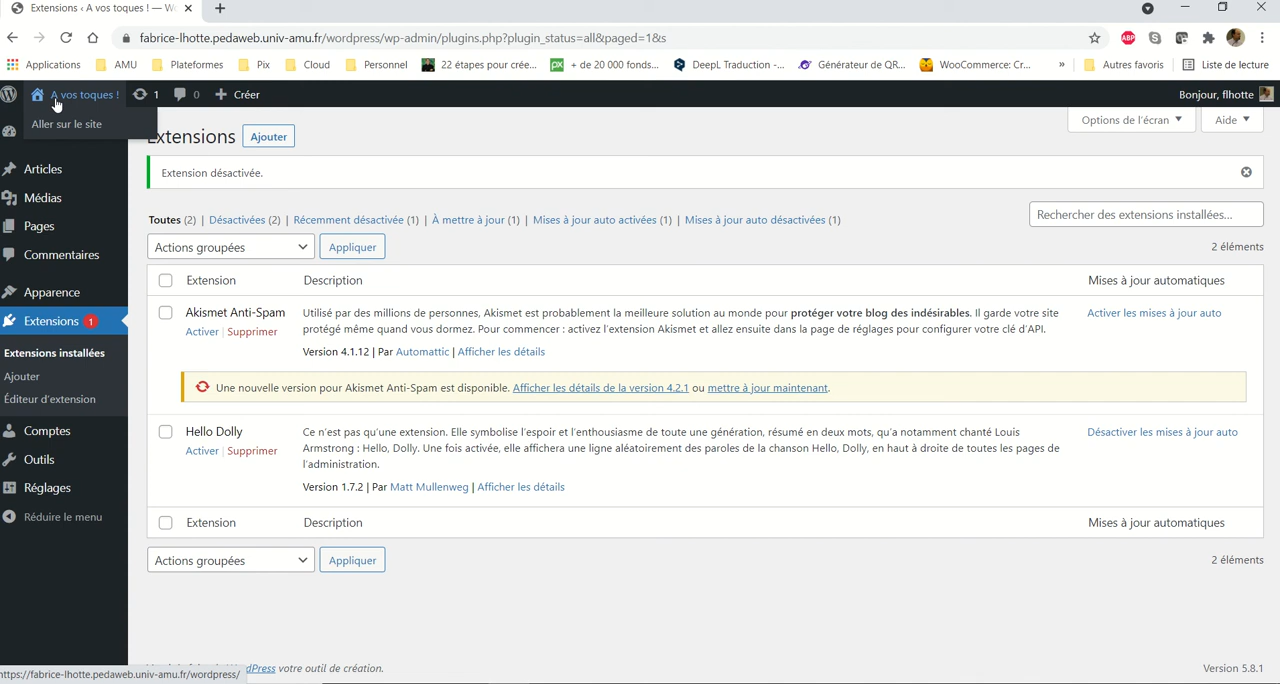 Extensions ‹ A vos toques ! — W
fabrice-lhotte.pedaweb.univ-amu.fr/wordpress/wp-admin/plugins.php?plugin_status=all&paged=1&s
ABP
Applications AMU Plateformes Pix Cloud Personnel 22 étapes pour crée... + de 20 000 fonds... DeepL Traduction -... Générateur de QR... WooCommerce: Cr... » Autres favoris Liste de lecture
A vos toques ! 1 0 Créer Bonjour, flhotte
Aller sur le site
Options de l'écran Aide
Extensions Ajouter
Extension désactivée.
Articles
Médias
Pages
Commentaires
Apparence
Extensions 1
Extensions installées
Ajouter
Éditeur d'extension
Comptes
Outils
Réglages
Réduire le menu
Toutes (2) | Désactivées (2) | Récemment désactivée (1) | À mettre à jour (1) | Mises à jour auto activées (1) | Mises à jour auto désactivées (1)
Rechercher des extensions installées...
Actions groupées Appliquer
2 éléments
Extension Description Mises à jour automatiques
Akismet Anti-Spam
Activer | Supprimer
Utilisé par des millions de personnes, Akismet est probablement la meilleure solution au monde pour protéger votre blog des indésirables. Il garde votre site
protégé même quand vous dormez. Pour commencer : activez l'extension Akismet et allez ensuite dans la page de réglages pour configurer votre clé d'API.
Version 4.1.12 | Par Automattic | Afficher les détails
Activer les mises à jour auto
Une nouvelle version pour Akismet Anti-Spam est disponible. Afficher les détails de la version 4.2.1 ou mettre à jour maintenant.
Hello Dolly
Activer | Supprimer
Ce n'est pas qu'une extension. Elle symbolise l'espoir et l'enthousiasme de toute une génération, résumé en deux mots, qu'a notamment chanté Louis
Armstrong : Hello, Dolly. Une fois activée, elle affichera une ligne aléatoirement des paroles de la chanson Hello, Dolly, en haut à droite de toutes les pages de
l'administration.
Version 1.7.2 | Par Matt Mullenweg | Afficher les détails
Désactiver les mises à jour auto
Extension Description Mises à jour automatiques
Actions groupées Appliquer
2 éléments
votre outil de création.
Version 5.8.1
https://fabrice-lhotte.pedaweb.univ-amu.fr/wordpress/